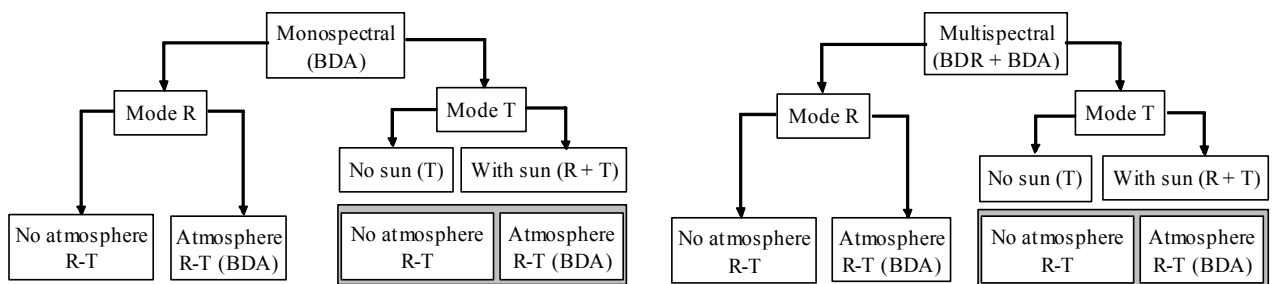 Monospectral
(BDA)
Mode R
Mode T
No sun (T)
With sun (R + T)
No atmosphere
R-T
Atmosphere
R-T (BDA)
No atmosphere
R-T
Atmosphere
R-T (BDA)
Multispectral
(BDR + BDA)
Mode R
Mode T
No sun (T)
With sun (R + T)
No atmosphere
R-T
Atmosphere
R-T (BDA)
No atmosphere
R-T
Atmosphere
R-T (BDA)